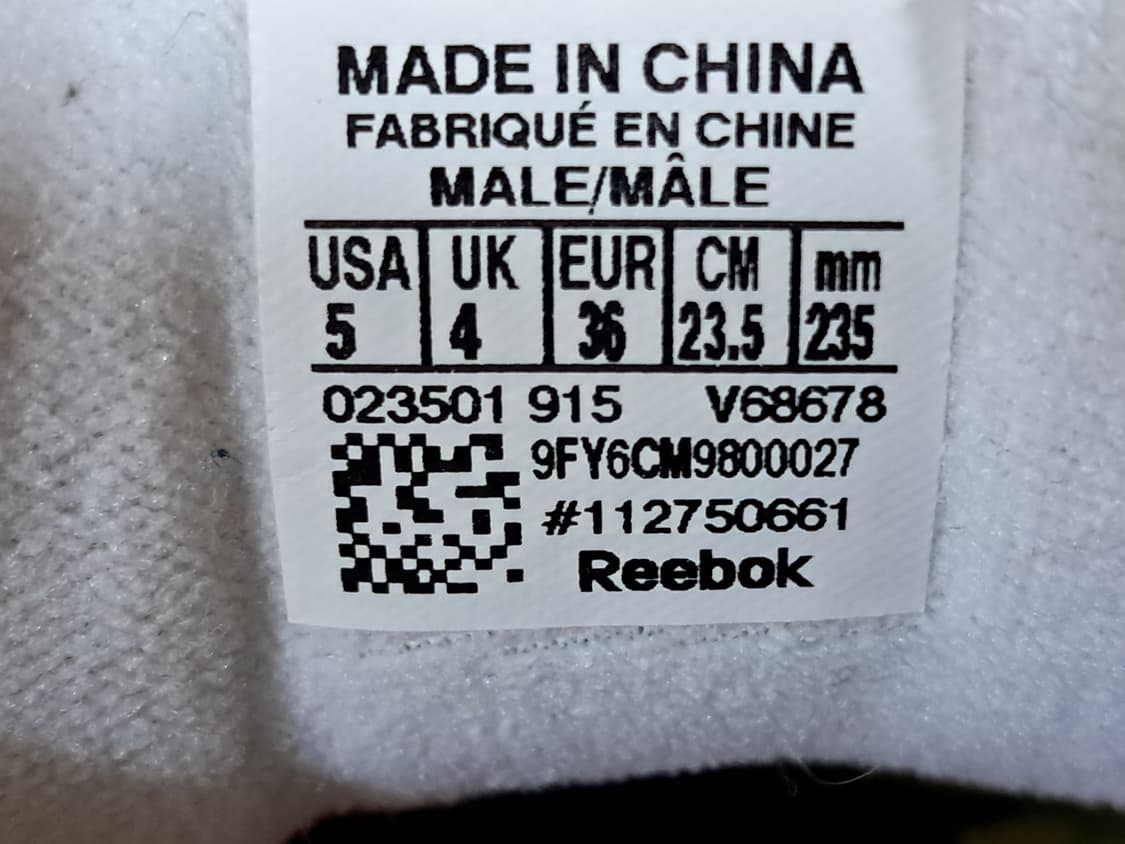 MADE IN CHINA
FABRIQUÉ EN CHINE
MALE/MÂLE
USA UK EUR CM mm
5 4 36 23.5 235
023501 915 V68678
9FY6CM9800027
#112750661
Reebok